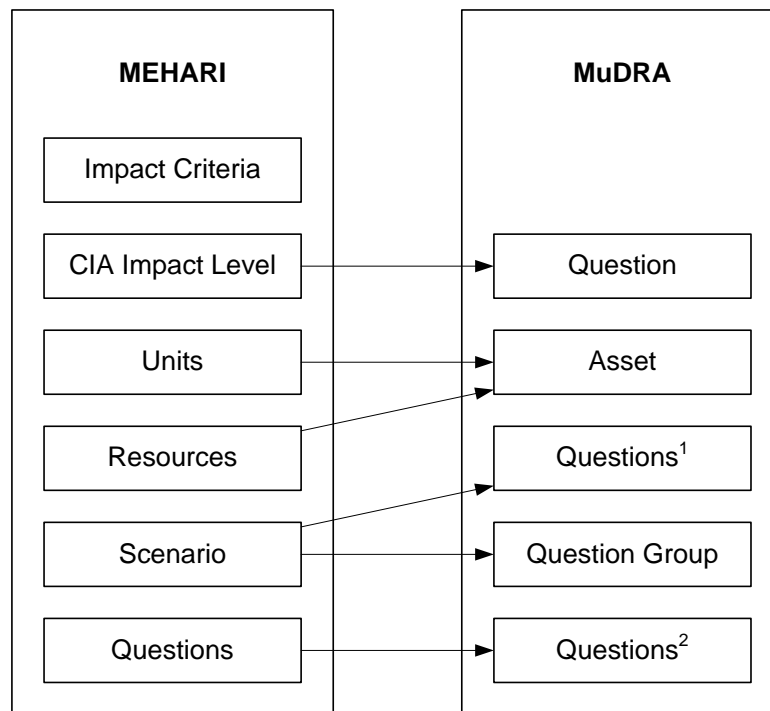 MEHARI
Impact Criteria
CIA Impact Level
Units
Resources
Scenario
Questions
MuDRA
Question
Asset
Questions¹
Question Group
Questions²